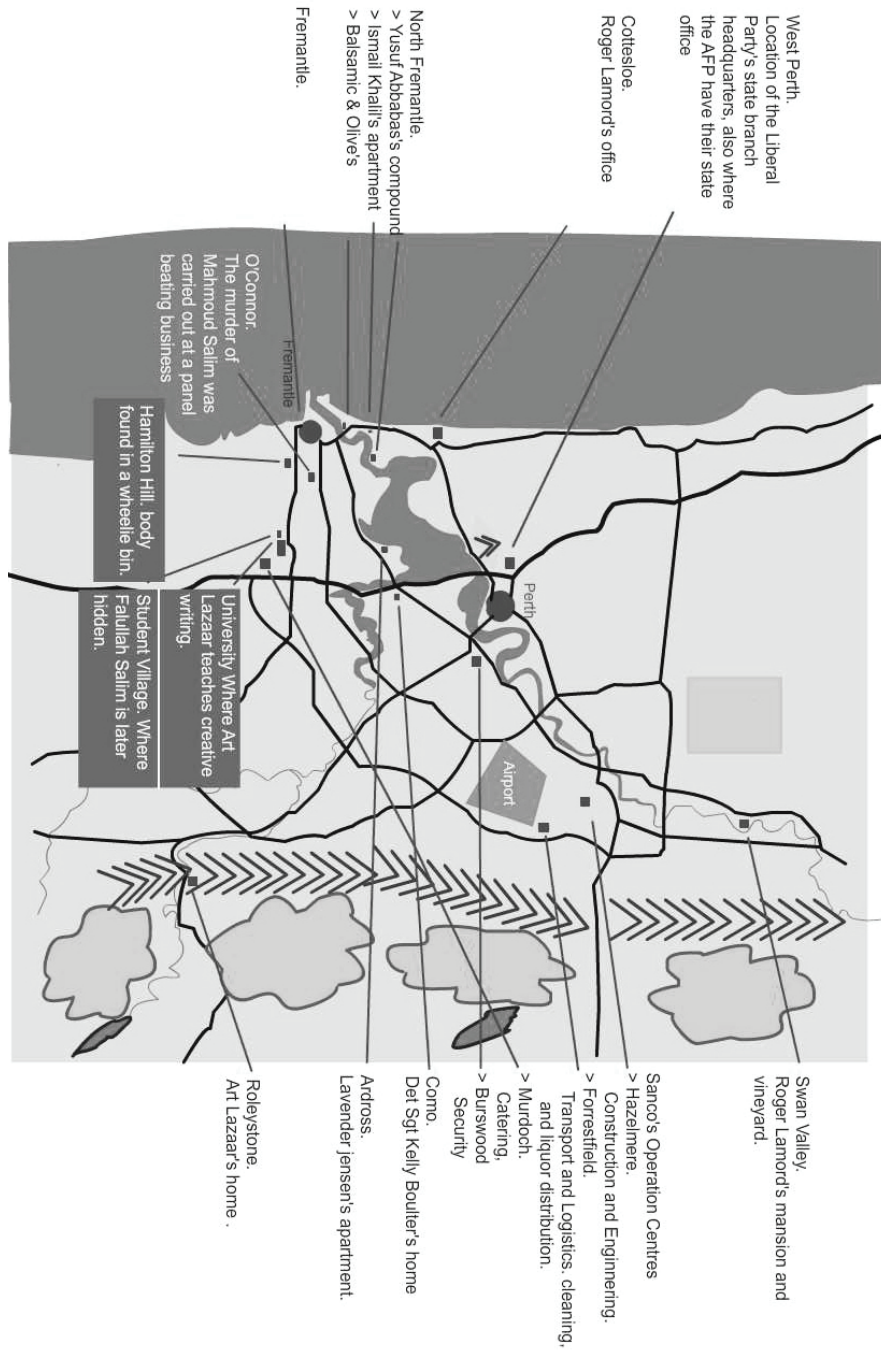 West Perth.
Location of the Liberal
Party's state branch
headquarters, also where
the AFP have their state
office
Cottesloe.
Roger Lamord's office
North Fremantle.
> Yusuf Abbabas's compound
> Ismail Khalil's apartment
> Balsamic & Olive's
Fremantle.
O'Connor.
The murder of
Mahmoud Salim was
carried out at a panel
beating business
Fremantle
Hamilton Hill. body
found in a wheelie bin.
Perth
University Where Art
Lazaar teaches creative
writing.
Student Village. Where
Falullah Salim is later
hidden.
Airport
Swan Valley.
Roger Lamord's mansion and
vineyard.
Sanco's Operation Centres
> Hazelmere.
Construction and Enginnering.
> Forrestfield.
Transport and Logistics. cleaning,
and liquor distribution.
> Murdoch.
Catering,
> Burswood
Security
Como.
Det Sgt Kelly Boulter's home
Ardross.
Lavender jensen's apartment.
Roleystone.
Art Lazaar's home .